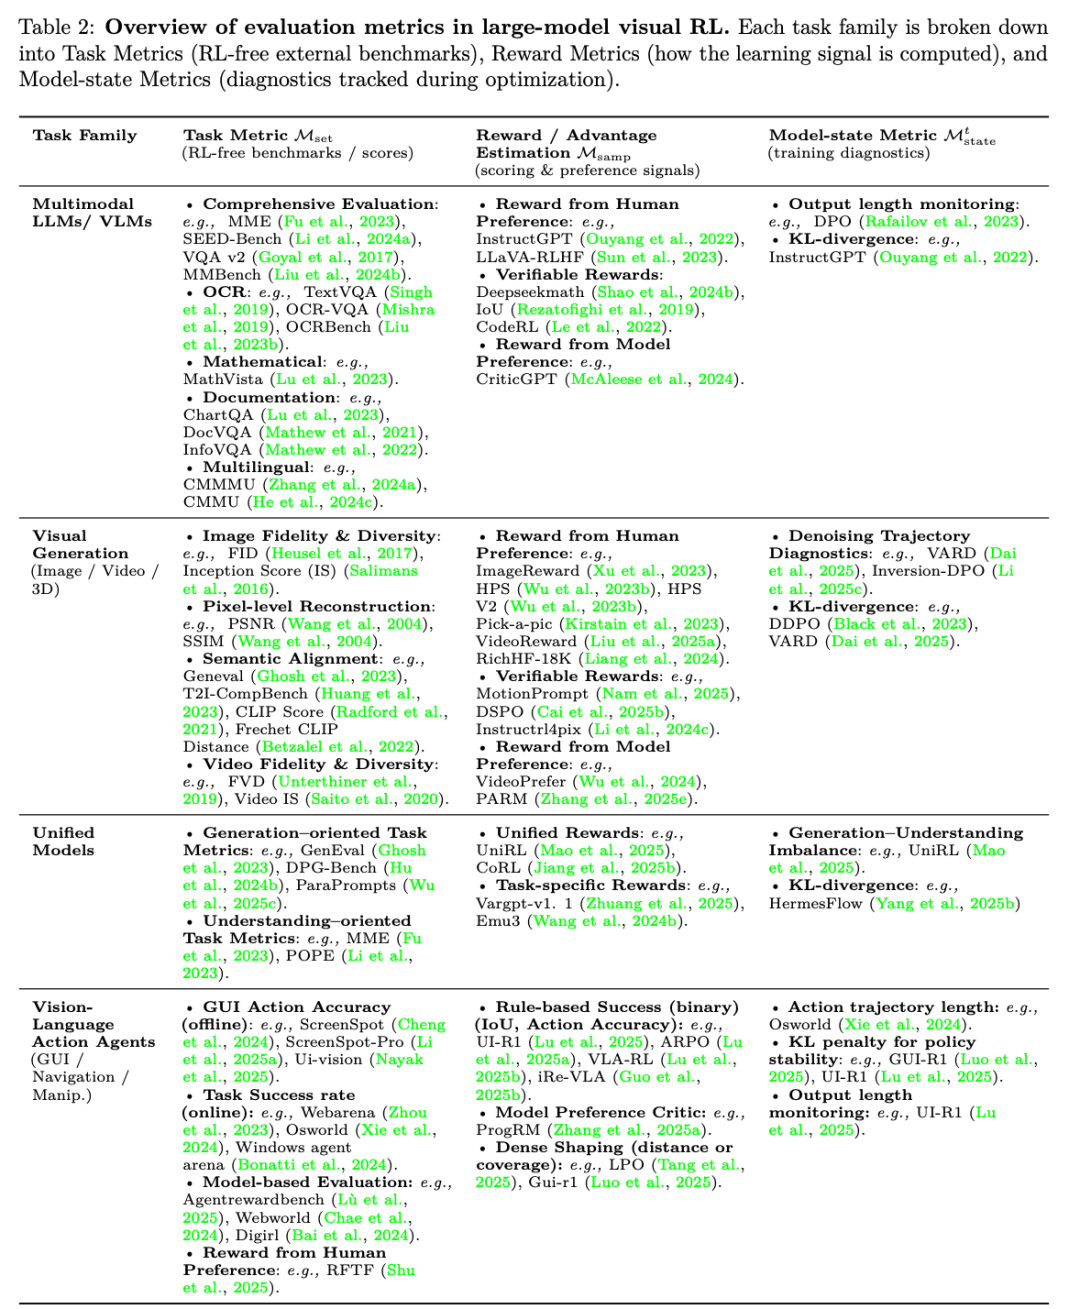 Table 2: Overview of evaluation metrics in large-model visual RL. Each task family is broken down
into Task Metrics (RL-free external benchmarks), Reward Metrics (how the learning signal is computed), and
Model-state Metrics (diagnostics tracked during optimization).
Task Family
Task Metric M_set
(RL-free benchmarks / scores)
Reward / Advantage
Estimation M_samp
(scoring & preference signals)
Model-state Metric M^t_state
(training diagnostics)
Multimodal
LLMs/ VLMs
• Comprehensive Evaluation:
e.g., MME (Fu et al., 2023),
SEED-Bench (Li et al., 2024a),
VQA v2 (Goyal et al., 2017),
MMBench (Liu et al., 2024b).
• OCR: e.g., TextVQA (Singh
et al., 2019), OCR-VQA (Mishra
et al., 2019), OCRBench (Liu
et al., 2023b).
• Mathematical: e.g.,
MathVista (Lu et al., 2023).
• Documentation: e.g.,
ChartQA (Lu et al., 2023),
DocVQA (Mathew et al., 2021),
InfoVQA (Mathew et al., 2022).
• Multilingual: e.g.,
CMMMU (Zhang et al., 2024a),
CMMU (He et al., 2024c).
• Reward from Human
Preference: e.g.,
InstructGPT (Ouyang et al., 2022),
LLaVA-RLHF (Sun et al., 2023).
• Verifiable Rewards:
Deepseekmath (Shao et al., 2024b),
IoU (Rezatofighi et al., 2019),
CodeRL (Le et al., 2022).
• Reward from Model
Preference: e.g.,
CriticGPT (McAleese et al., 2024).
• Output length monitoring:
e.g., DPO (Rafailov et al., 2023).
• KL-divergence: e.g.,
InstructGPT (Ouyang et al., 2022).
Visual
Generation
(Image / Video /
3D)
• Image Fidelity & Diversity:
e.g., FID (Heusel et al., 2017),
Inception Score (IS) (Salimans
et al., 2016).
• Pixel-level Reconstruction:
e.g., PSNR (Wang et al., 2004),
SSIM (Wang et al., 2004).
• Semantic Alignment: e.g.,
Geneval (Ghosh et al., 2023),
T2I-CompBench (Huang et al.,
2023), CLIP Score (Radford et al.,
2021), Frechet CLIP
Distance (Betzalel et al., 2022).
• Video Fidelity & Diversity:
e.g., FVD (Unterthiner et al.,
2019), Video IS (Saito et al., 2020).
• Reward from Human
Preference: e.g.,
ImageReward (Xu et al., 2023),
HPS (Wu et al., 2023b), HPS
V2 (Wu et al., 2023b),
Pick-a-pic (Kirstain et al., 2023),
VideoReward (Liu et al., 2025a),
RichHF-18K (Liang et al., 2024).
• Verifiable Rewards: e.g.,
MotionPrompt (Nam et al., 2025),
DSPO (Cai et al., 2025b),
Instructrl4pix (Li et al., 2024c).
• Reward from Model
Preference: e.g.,
VideoPrefer (Wu et al., 2024),
PARM (Zhang et al., 2025e).
• Denoising Trajectory
Diagnostics: e.g., VARD (Dai
et al., 2025), Inversion-DPO (Li
et al., 2025c).
• KL-divergence: e.g.,
DDPO (Black et al., 2023),
VARD (Dai et al., 2025).
Unified
Models
• Generation–oriented Task
Metrics: e.g., GenEval (Ghosh
et al., 2023), DPG-Bench (Hu
et al., 2024b), ParaPrompts (Wu
et al., 2025c).
• Understanding–oriented
Task Metrics: e.g., MME (Fu
et al., 2023), POPE (Li et al.,
2023).
• Unified Rewards: e.g.,
UniRL (Mao et al., 2025),
CoRL (Jiang et al., 2025b).
• Task-specific Rewards: e.g.,
Vargpt-v1. 1 (Zhuang et al., 2025),
Emu3 (Wang et al., 2024b).
• Generation–Understanding
Imbalance: e.g., UniRL (Mao
et al., 2025).
• KL-divergence: e.g.,
HermesFlow (Yang et al., 2025b)
Vision-
Language
Action Agents
(GUI /
Navigation /
Manip.)
• GUI Action Accuracy
(offline): e.g., ScreenSpot (Cheng
et al., 2024), ScreenSpot-Pro (Li
et al., 2025a), Ui-vision (Nayak
et al., 2025).
• Task Success rate
(online): e.g., Webarena (Zhou
et al., 2023), Osworld (Xie et al.,
2024), Windows agent
arena (Bonatti et al., 2024).
• Model-based Evaluation: e.g.,
Agentrewardbench (Lù et al.,
2025), Webworld (Chae et al.,
2024), Digirl (Bai et al., 2024).
• Reward from Human
Preference: e.g., RFTF (Shu
et al., 2025).
• Rule-based Success (binary)
(IoU, Action Accuracy): e.g.,
UI-R1 (Lu et al., 2025), ARPO (Lu
et al., 2025a), VLA-RL (Lu et al.,
2025b), iRe-VLA (Guo et al.,
2025b).
• Model Preference Critic: e.g.,
ProgRM (Zhang et al., 2025a).
• Dense Shaping (distance or
coverage): e.g., LPO (Tang et al.,
2025), Gui-r1 (Luo et al., 2025).
• Action trajectory length: e.g.,
Osworld (Xie et al., 2024).
• KL penalty for policy
stability: e.g., GUI-R1 (Luo et al.,
2025), UI-R1 (Lu et al., 2025).
• Output length
monitoring: e.g., UI-R1 (Lu
et al., 2025).